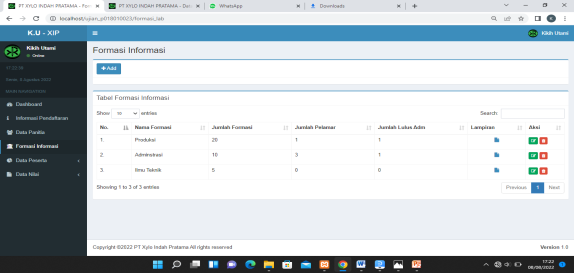 PT XYLO INDAH PRATAMA - For
PT XYLO INDAH PRATAMA - Dat
WhatsApp
Downloads
localhost/ujian_p018010023/formasi_lab
K.U - XIP
Kikih Utami
Kikih Utami
Online
17:22:56
Senin, 8 Agustus 2022
MAIN NAVIGATION
Dashboard
Informasi Pendaftaran
Data Panitia
Formasi Informasi
Data Peserta
Data Nilai
Formasi Informasi
+Add
Tabel Formasi Informasi
Show 10 entries
Search:
No. Nama Formasi Jumlah Formasi Jumlah Pelamar Jumlah Lulus Adm Lampiran Aksi
1. Produksi 20 1 1
2. Administrasi 10 3 1
3. Ilmu Teknik 5 0 0
Showing 1 to 3 of 3 entries
Previous 1 Next
Copyright ©2022 PT Xylo Indah Pratama All rights reserved
Version 1.0
17:22
08/08/2022